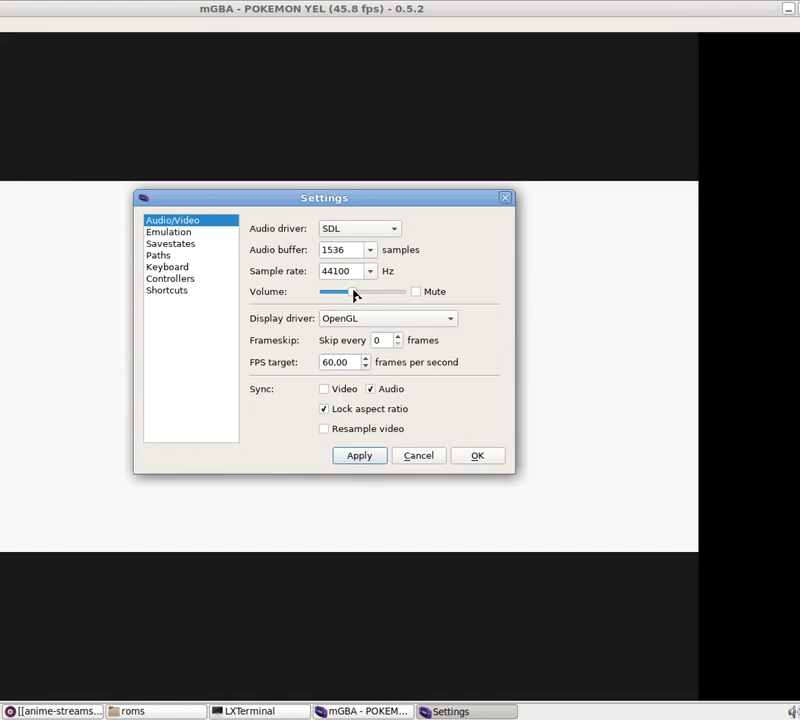 mGBA - POKEMON YEL (45.8 fps) - 0.5.2
Settings
Audio/Video
Emulation
Savestates
Paths
Keyboard
Controllers
Shortcuts
Audio driver: SDL
Audio buffer: 1536 samples
Sample rate: 44100 Hz
Volume: Mute
Display driver: OpenGL
Frameskip: Skip every 0 frames
FPS target: 60,00 frames per second
Sync: Video Audio
Lock aspect ratio
Resample video
Apply Cancel OK
[[anime-streams... roms LXTerminal mGBA - POKEM... Settings